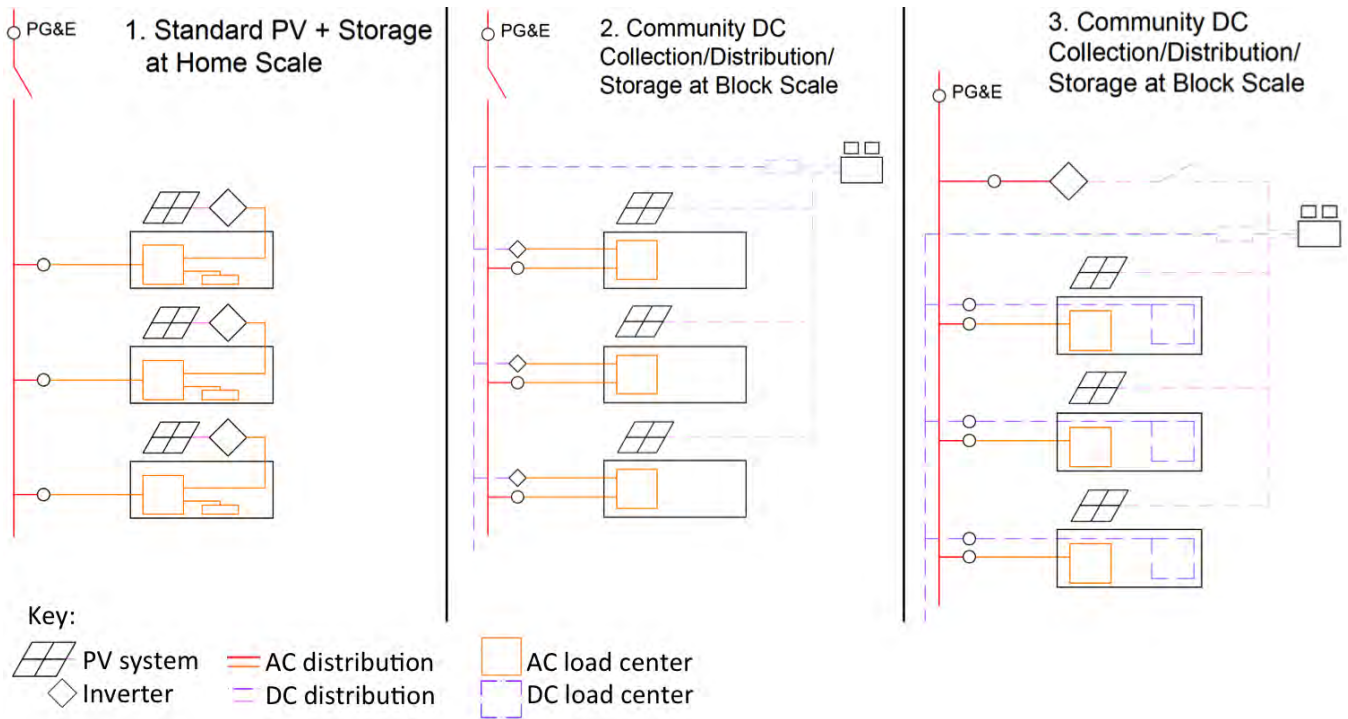 PG&E
1. Standard PV + Storage
at Home Scale
PG&E
2. Community DC
Collection/Distribution/
Storage at Block Scale
PG&E
3. Community DC
Collection/Distribution/
Storage at Block Scale
Key:
PV system
AC distribution
AC load center
Inverter
DC distribution
DC load center